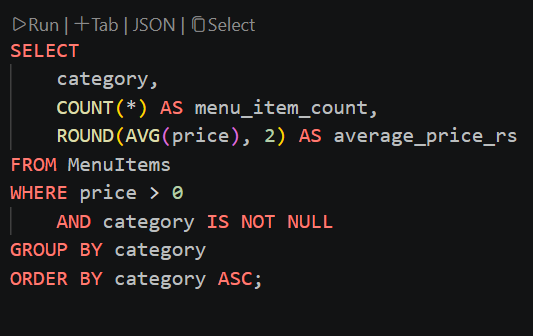 Run | +Tab | JSON | Select
SELECT
category,
COUNT(*) AS menu_item_count,
ROUND(AVG(price), 2) AS average_price_rs
FROM MenuItems
WHERE price > 0
AND category IS NOT NULL
GROUP BY category
ORDER BY category ASC;